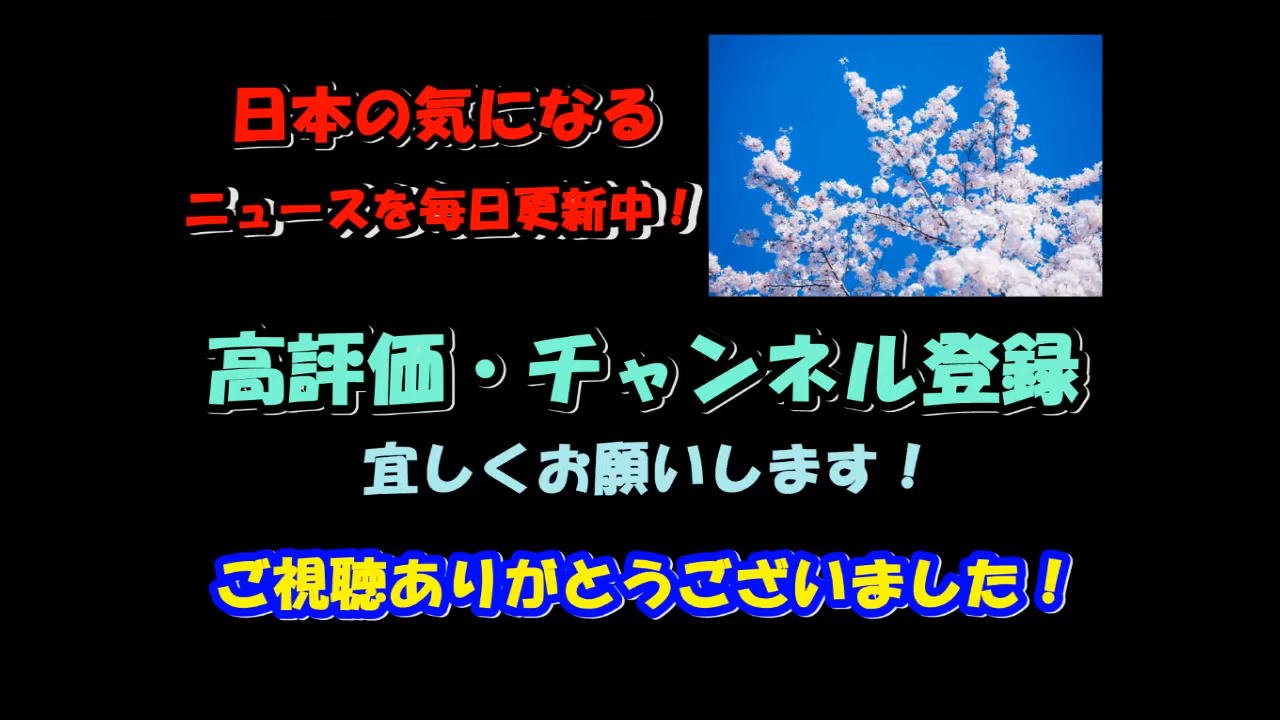 日本の気になる
ニュースを毎日更新中！
高評価・チャンネル登録
宜しくお願いします！
ご視聴ありがとうございました！